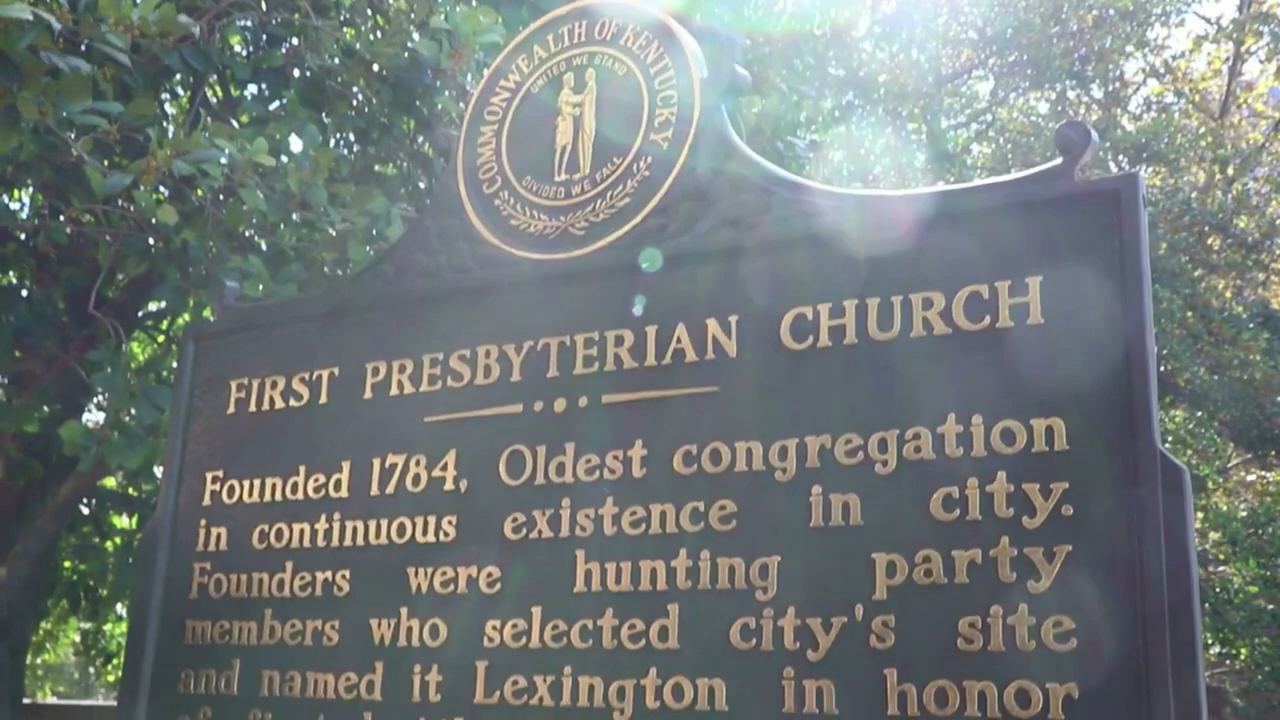 COMMONWEALTH OF KENTUCKY
UNITED WE STAND
DIVIDED WE FALL
FIRST PRESBYTERIAN CHURCH
Founded 1784. Oldest congregation
in continuous existence in city.
Founders were hunting party
members who selected city's site
and named it Lexington in honor